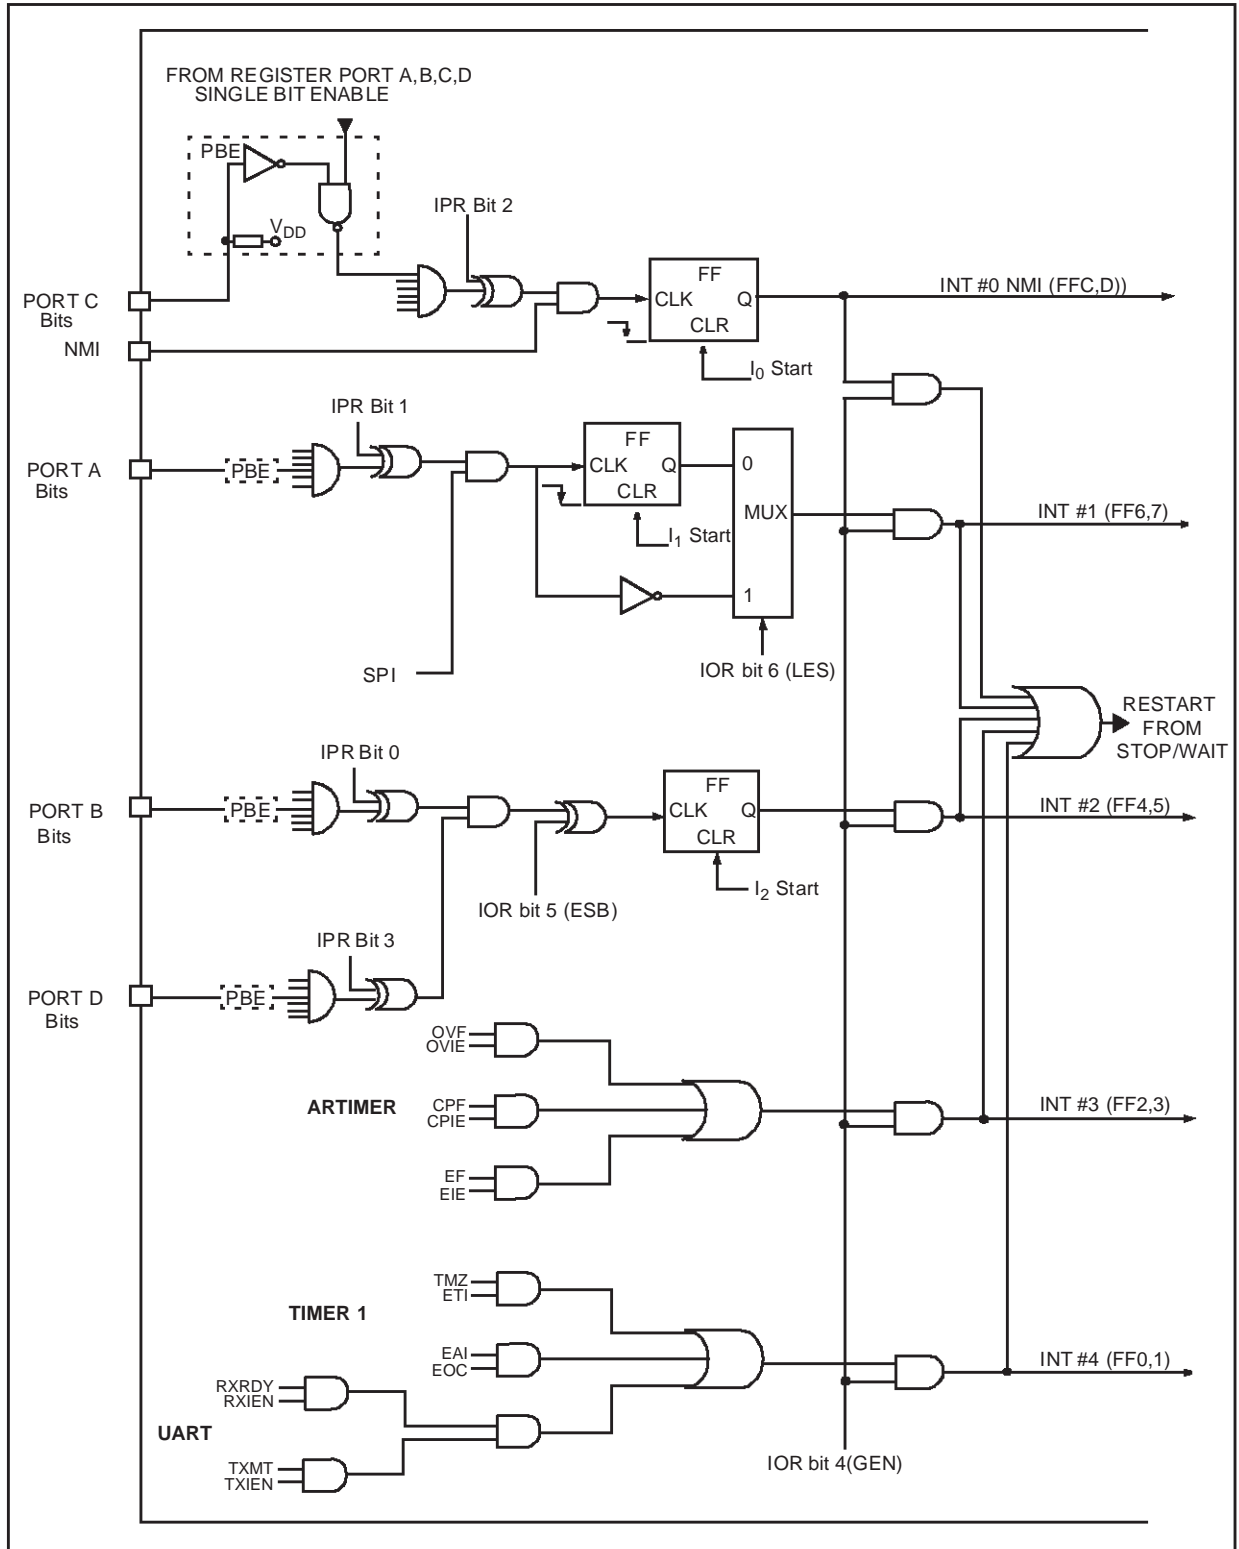 FROM REGISTER PORT A,B,C,D
SINGLE BIT ENABLE
PBE
VDD
IPR Bit 2
FF
CLK Q
CLR
INT #0 NMI (FFC,D))
PORT C
Bits
NMI
I0 Start
IPR Bit 1
PORT A
Bits
PBE
FF
CLK Q
CLR
0
MUX
1
INT #1 (FF6,7)
I1 Start
SPI
IOR bit 6 (LES)
RESTART
FROM
STOP/WAIT
IPR Bit 0
PORT B
Bits
PBE
FF
CLK Q
CLR
INT #2 (FF4,5)
I2 Start
IOR bit 5 (ESB)
IPR Bit 3
PORT D
Bits
PBE
OVF
OVIE
ARTIMER
CPF
CPIE
INT #3 (FF2,3)
EF
EIE
TMZ
ETI
TIMER 1
EAI
EOC
INT #4 (FF0,1)
RXRDY
RXIEN
UART
TXMT
TXIEN
IOR bit 4(GEN)